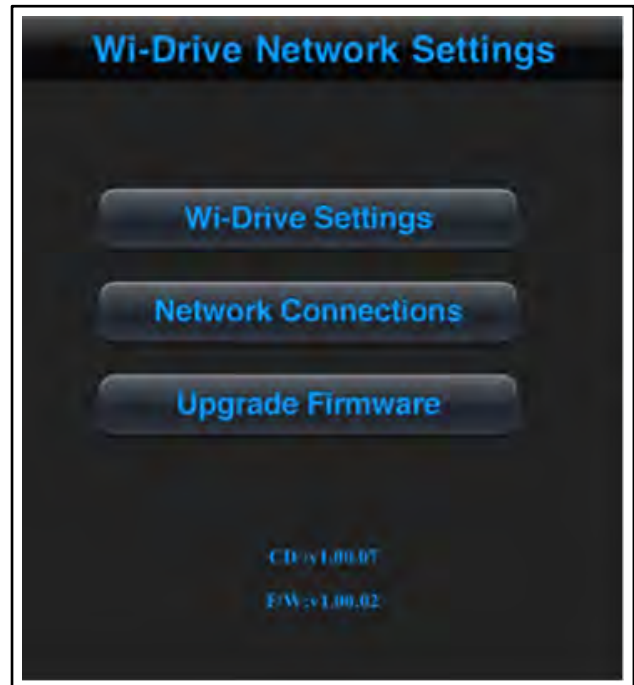 Wi-Drive Network Settings
Wi-Drive Settings
Network Connections
Upgrade Firmware
CD:v1.00.07
F/W:v1.00.02